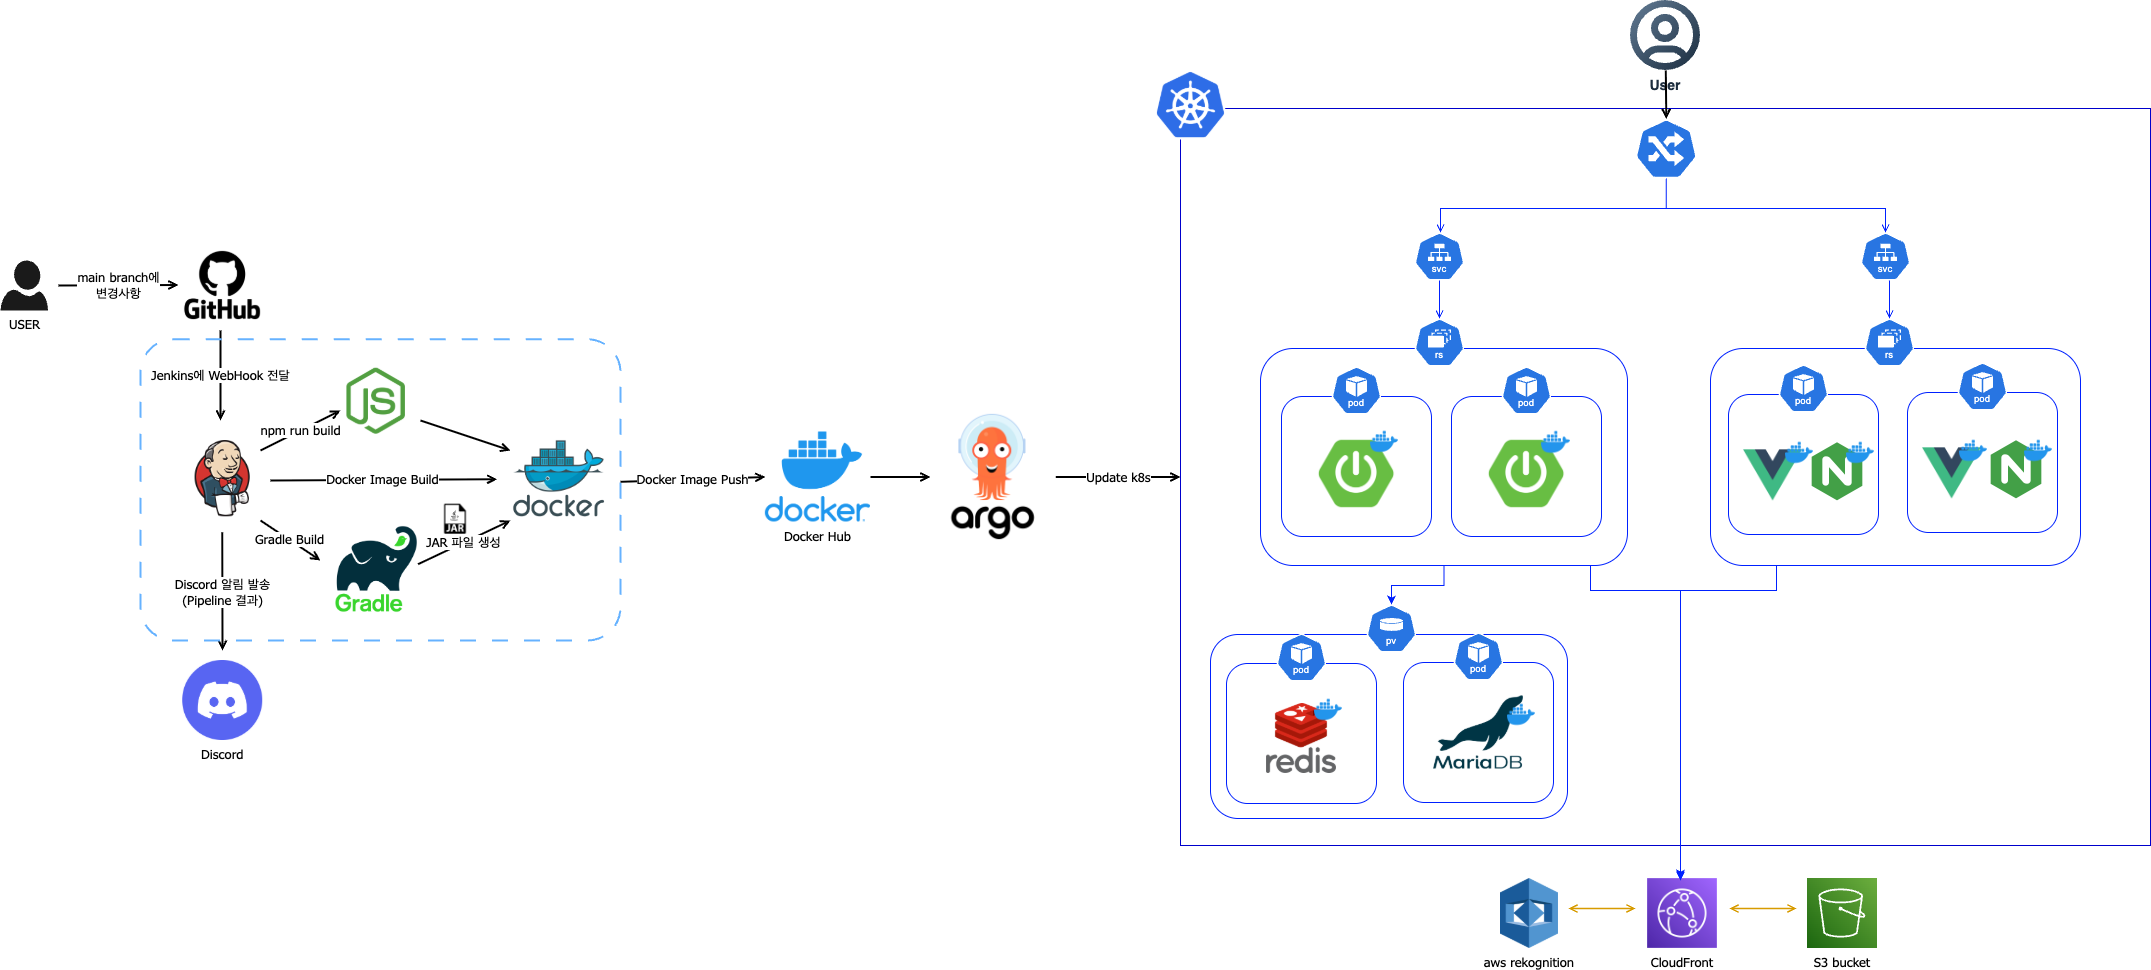 User
svc
svc
rs
rs
pod
pod
pod
pod
main branch에
변경사항
USER
GitHub
Jenkins에 WebHook 전달
JS
npm run build
Docker Image Build
docker
Docker Image Push
docker
Docker Hub
argo
Update k8s
Gradle Build
JAR
JAR 파일 생성
Gradle
Discord 알림 발송
(Pipeline 결과)
Discord
N
N
pv
pod
pod
redis
MariaDB
aws rekognition
CloudFront
S3 bucket